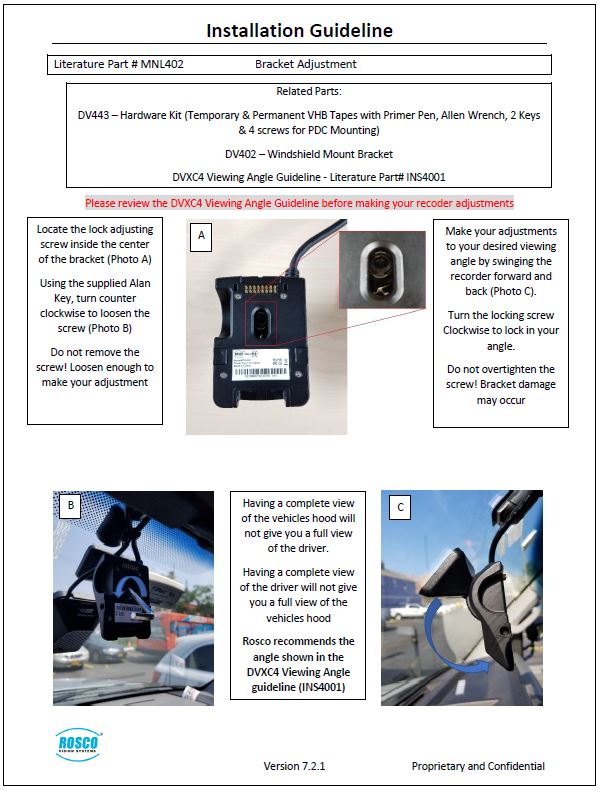 Installation Guideline
Literature Part # MNL402 Bracket Adjustment
Related Parts:
DV443 – Hardware Kit (Temporary & Permanent VHB Tapes with Primer Pen, Allen Wrench, 2 Keys
& 4 screws for PDC Mounting)
DV402 – Windshield Mount Bracket
DVXC4 Viewing Angle Guideline - Literature Part# INS4001
Please review the DVXC4 Viewing Angle Guideline before making your recoder adjustments
Locate the lock adjusting
screw inside the center
of the bracket (Photo A)
Using the supplied Alan
Key, turn counter
clockwise to loosen the
screw (Photo B)
Do not remove the
screw! Loosen enough to
make your adjustment
A
Make your adjustments
to your desired viewing
angle by swinging the
recorder forward and
back (Photo C).
Turn the locking screw
Clockwise to lock in your
angle.
Do not overtighten the
screw! Bracket damage
may occur
B
Having a complete view
of the vehicles hood will
not give you a full view
of the driver.
Having a complete view
of the driver will not give
you a full view of the
vehicles hood
Rosco recommends the
angle shown in the
DVXC4 Viewing Angle
guideline (INS4001)
C
ROSCO
VISION SYSTEMS
Version 7.2.1 Proprietary and Confidential